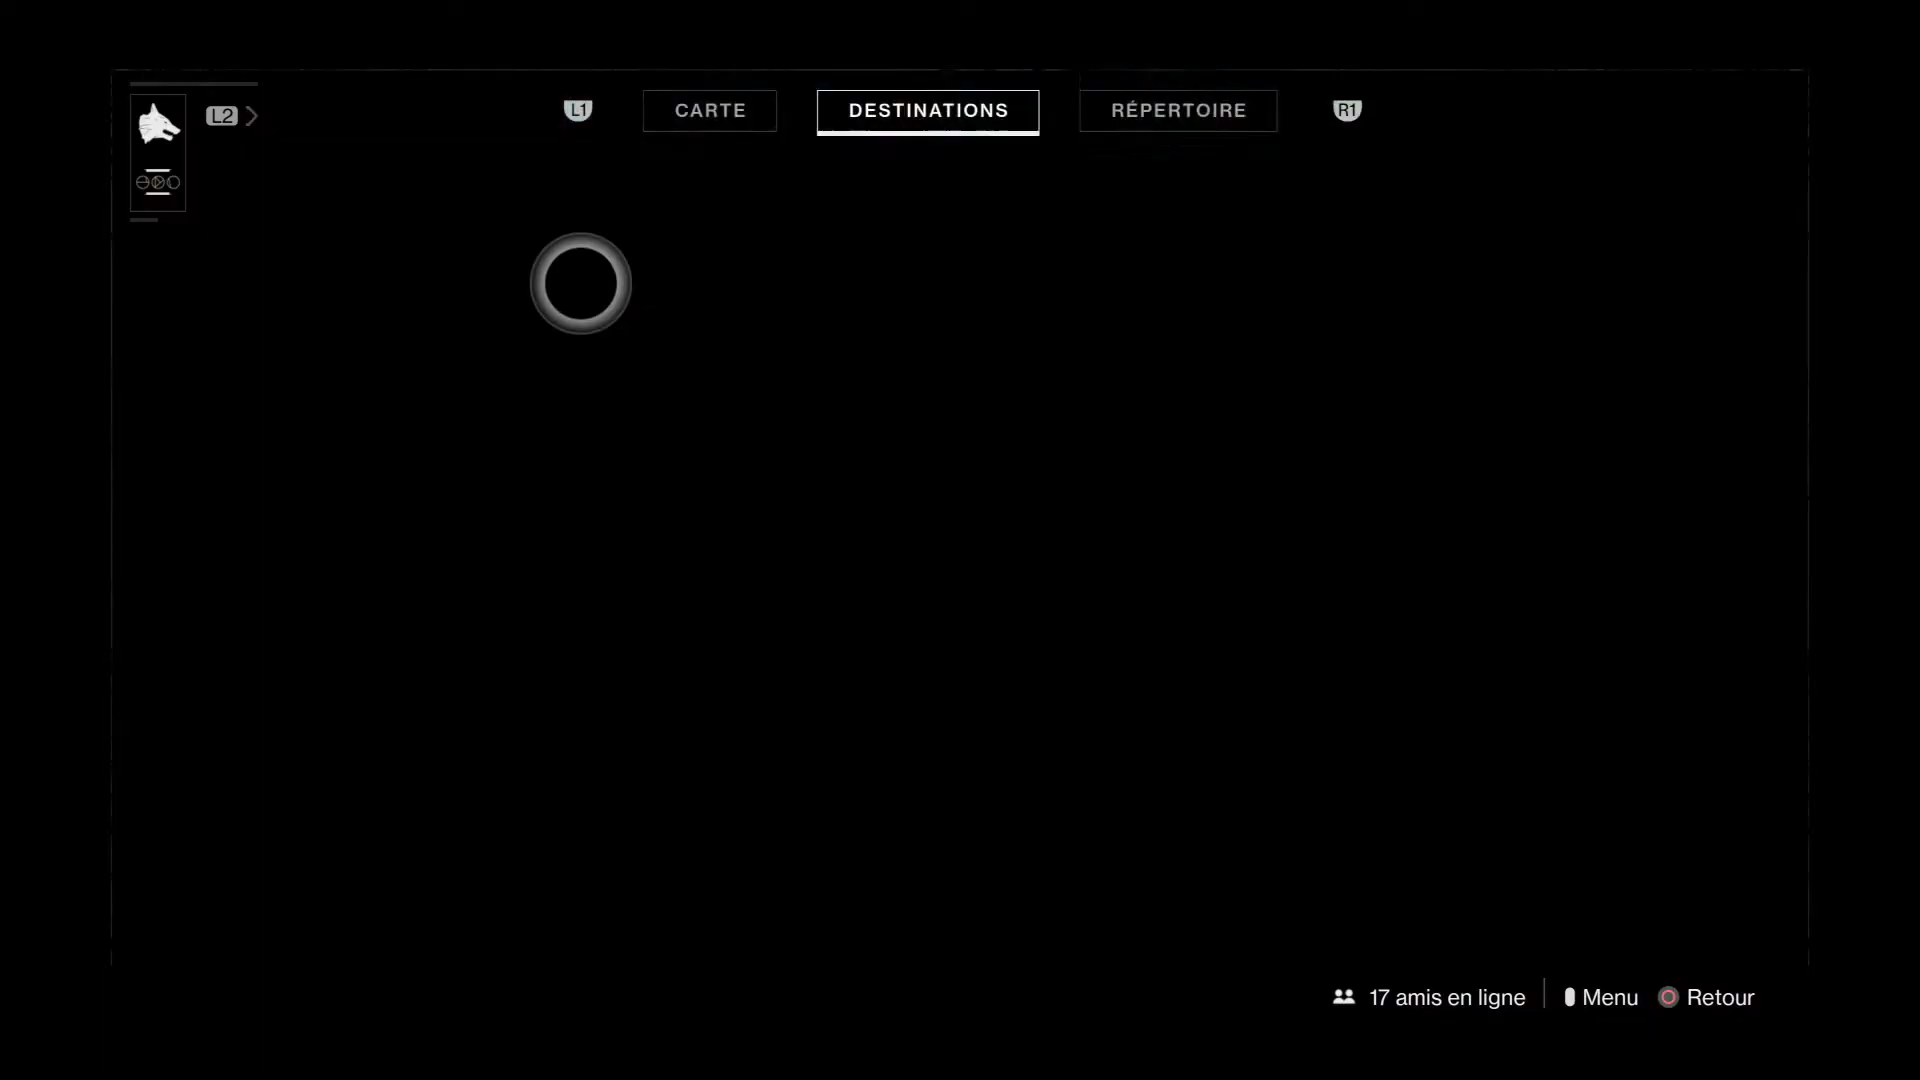 L2
L1
CARTE
DESTINATIONS
RÉPERTOIRE
R1
17 amis en ligne
Menu
Retour